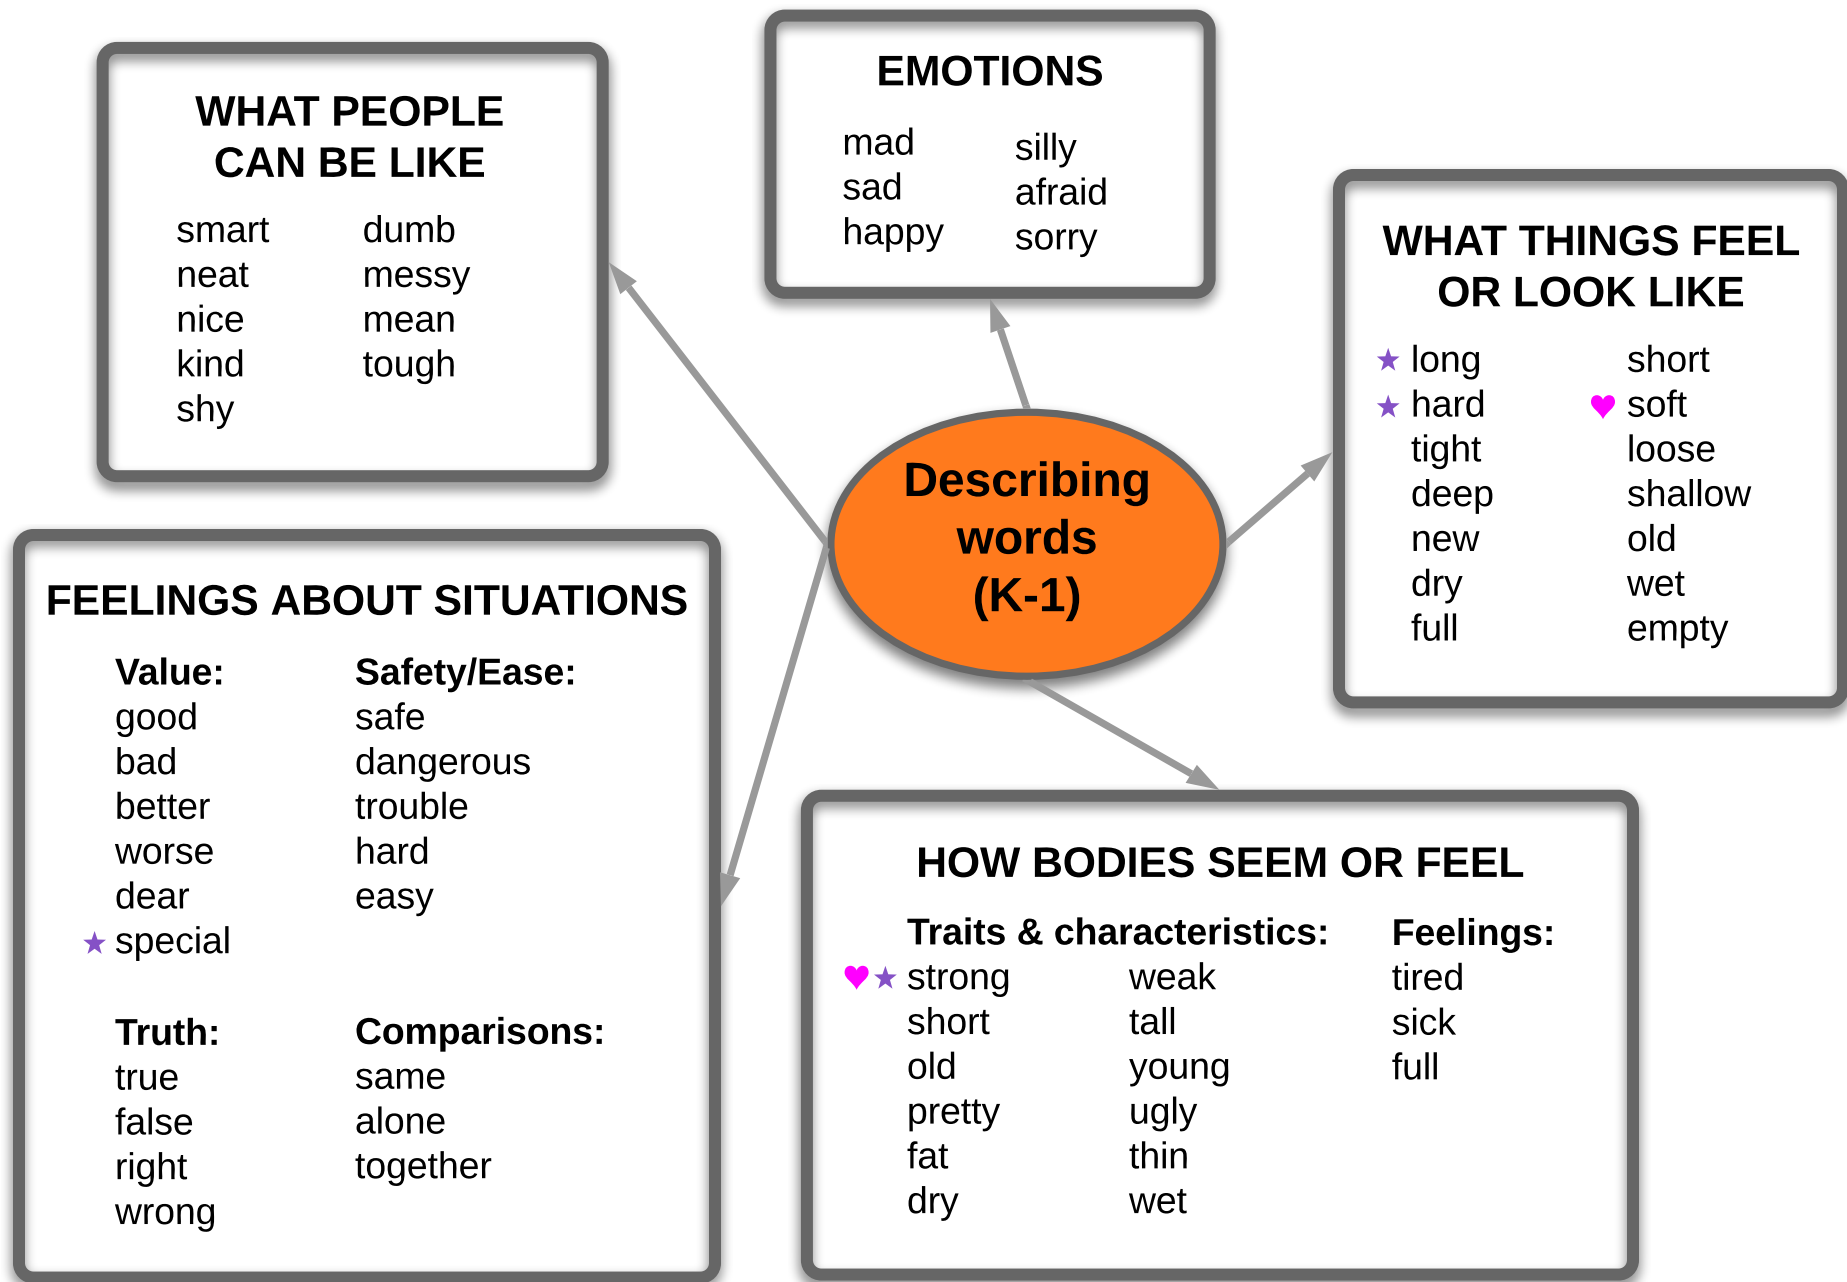 WHAT PEOPLE
CAN BE LIKE
smart dumb
neat messy
nice mean
kind tough
shy
EMOTIONS
mad silly
sad afraid
happy sorry
WHAT THINGS FEEL
OR LOOK LIKE
★ long short
★ hard ♥ soft
tight loose
deep shallow
new old
dry wet
full empty
Describing
words
(K-1)
FEELINGS ABOUT SITUATIONS
Value: Safety/Ease:
good safe
bad dangerous
better trouble
worse hard
dear easy
★ special
Truth: Comparisons:
true same
false alone
right together
wrong
HOW BODIES SEEM OR FEEL
Traits & characteristics: Feelings:
♥★ strong weak tired
short tall sick
old young full
pretty ugly
fat thin
dry wet